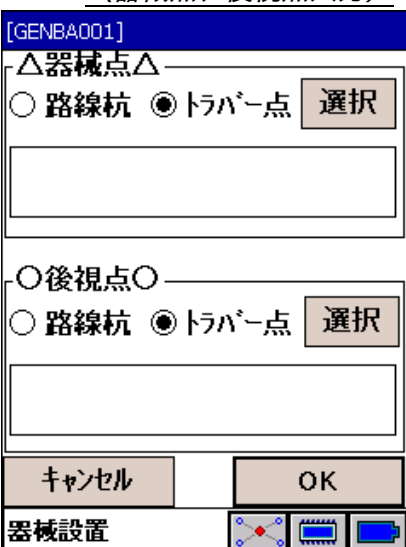 [GENBA001]
△器械点△
路線杭 トラバー点 選択
○後視点○
路線杭 トラバー点 選択
キャンセル OK
器械設置